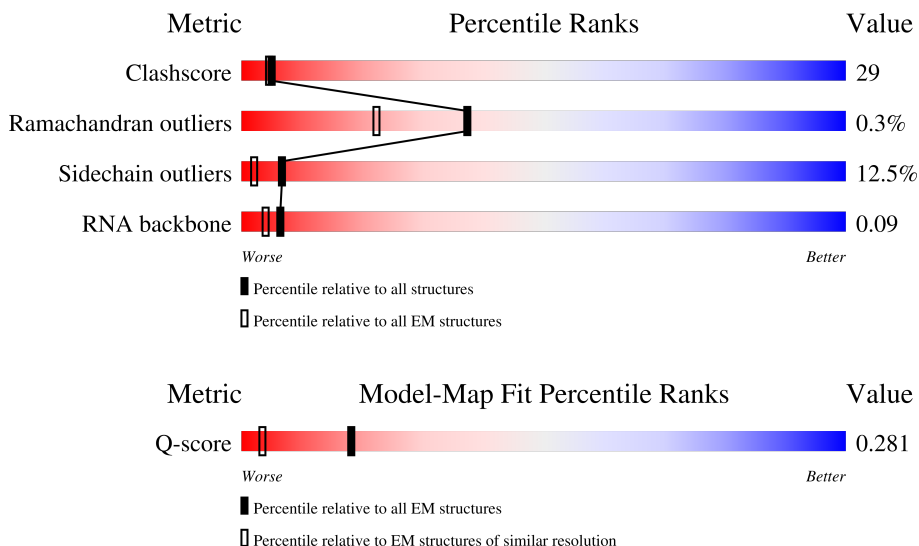 Metric Percentile Ranks Value
Clashscore 29
Ramachandran outliers 0.3%
Sidechain outliers 12.5%
RNA backbone 0.09
Worse Better
Percentile relative to all structures
Percentile relative to all EM structures
Metric Model-Map Fit Percentile Ranks Value
Q-score 0.281
Worse Better
Percentile relative to all EM structures
Percentile relative to EM structures of similar resolution